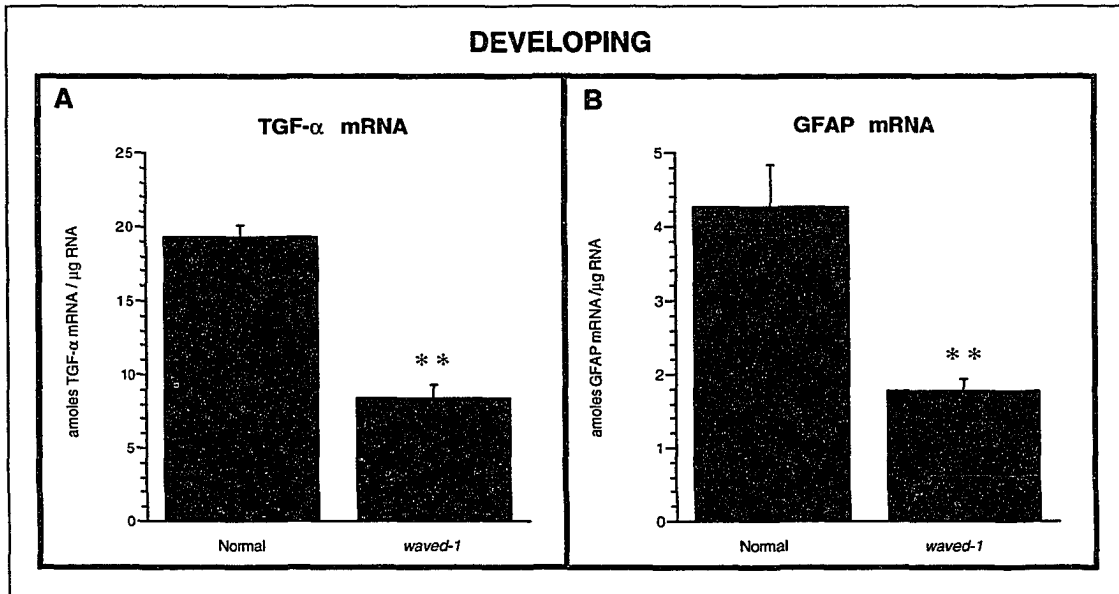 DEVELOPING
A
TGF-α mRNA
25
20
15
10
5
0
amoles TGF-α mRNA / µg RNA
**
Normal
waved-1
B
GFAP mRNA
5
4
3
2
1
0
amoles GFAP mRNA /µg RNA
**
Normal
waved-1